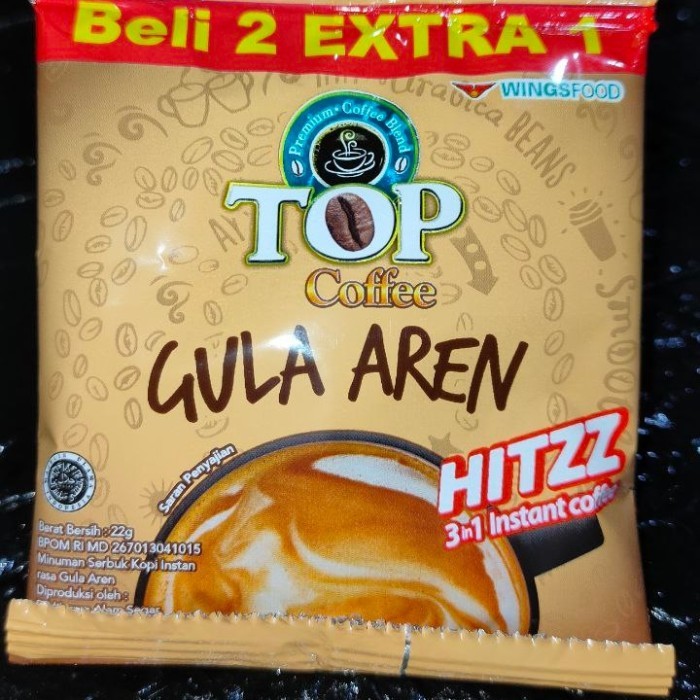 Beli 2 EXTRA 1
WINGSFOOD
Arabica BEANS
Premium • Coffee Blend
TOP
Coffee
GULA AREN
HITZZ
3in1 Instant coffee
Saran Penyajian
Berat Bersih : 22g
BPOM RI MD 267013041015
Minuman Serbuk Kopi Instan
rasa Gula Aren
Diproduksi oleh :